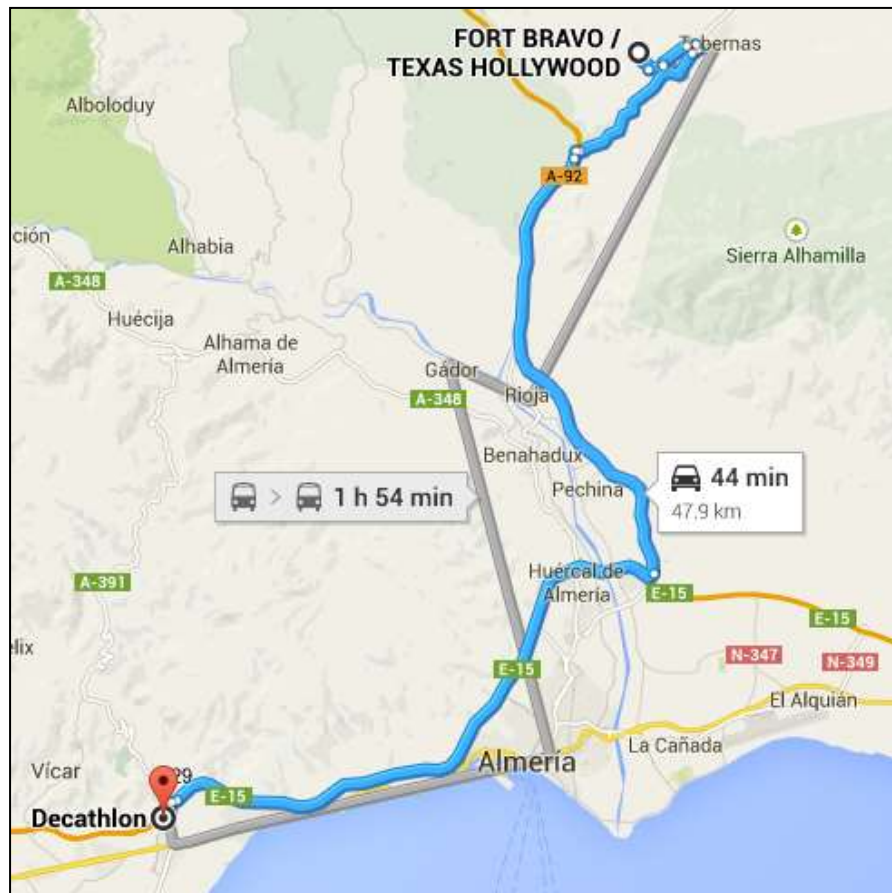 FORT BRAVO /
TEXAS HOLLYWOOD
Tabernas
Alboloduy
A-92
Alhabia
ción
Sierra Alhamilla
A-348
Huécija
Alhama de
Almería
Gádor
A-348
Rioja
Benahadux
Pechina
44 min
47,9 km
1 h 54 min
Huércal de
Almería
A-391
E-15
E-15
elix
E-15
N-347
N-349
El Alquián
La Cañada
Almería
Vícar
29
E-15
Decathlon